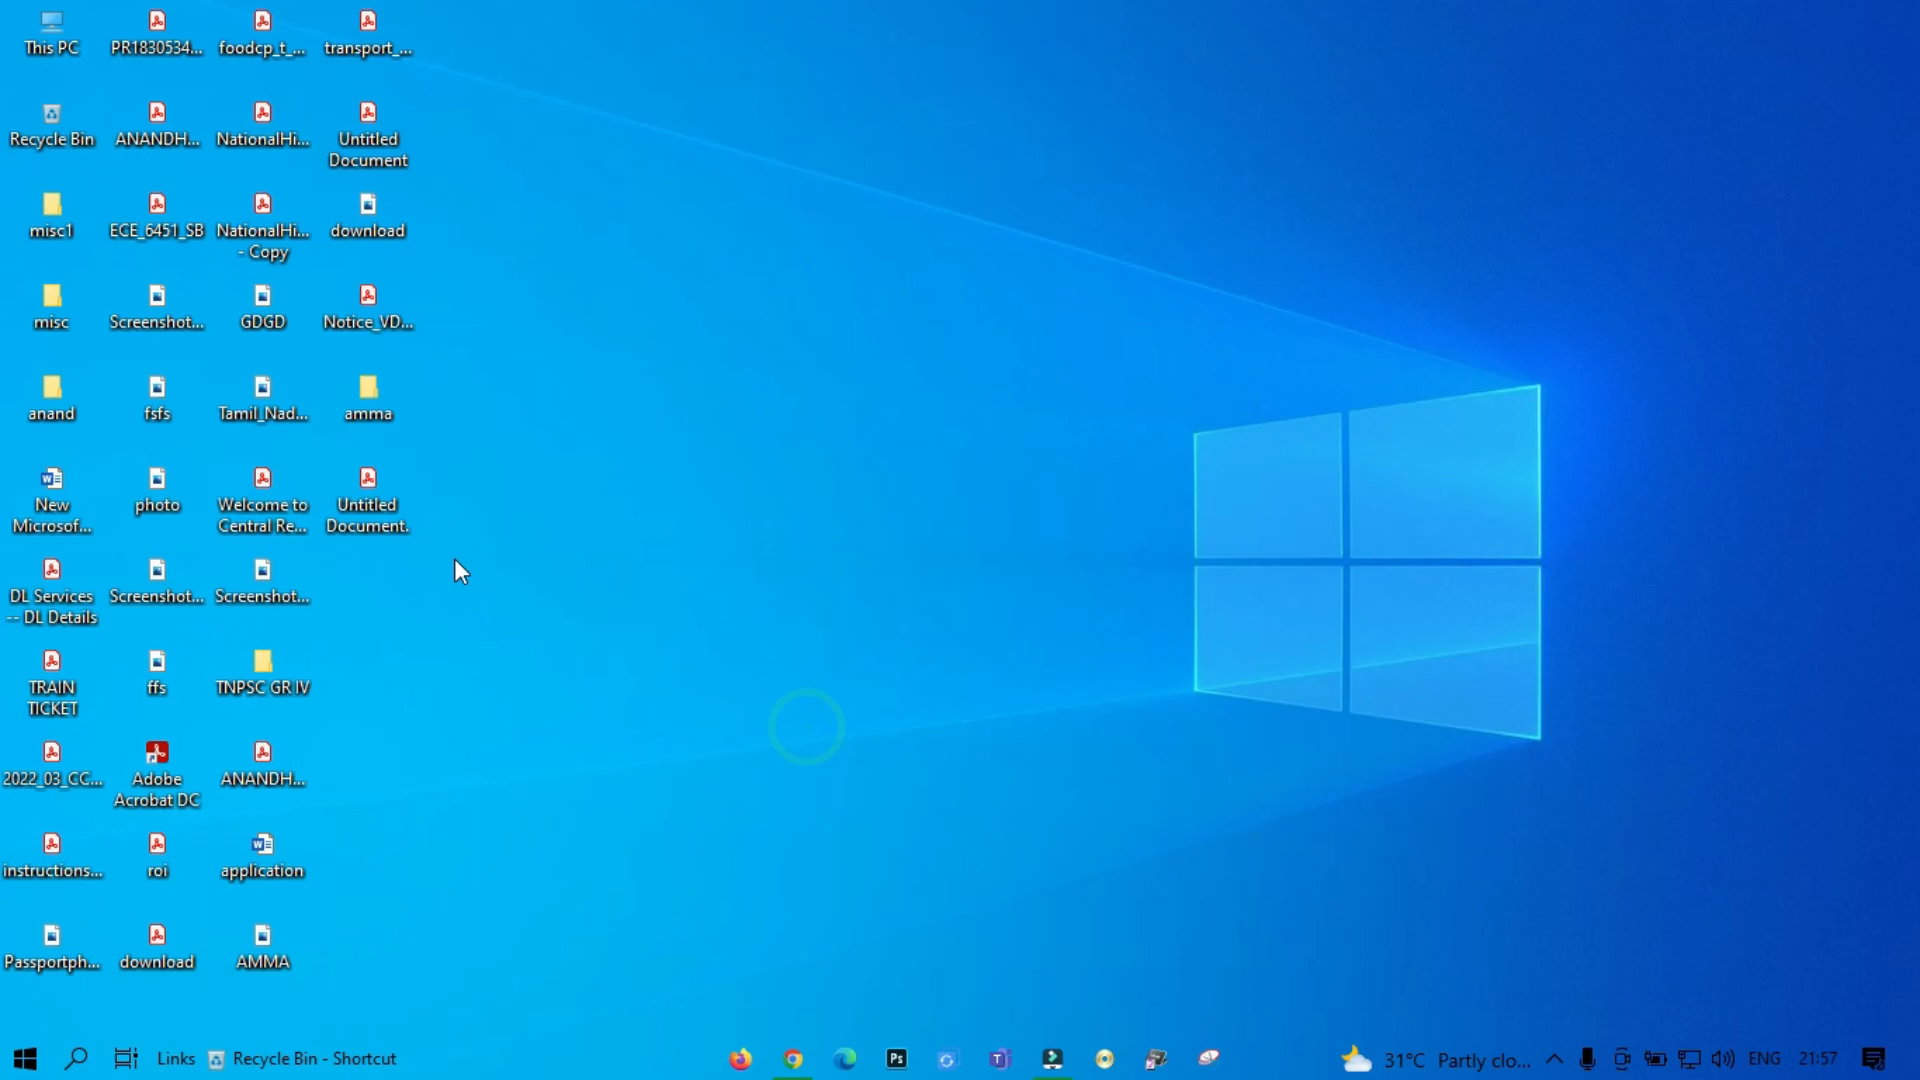 This PC
PR1830534...
foodcp_t_...
transport_...
Recycle Bin
ANANDH...
NationalHi...
Untitled
Document
misc1
ECE_6451_SB
NationalHi...
- Copy
download
misc
Screenshot...
GDGD
Notice_VD...
anand
fsfs
Tamil_Nad...
amma
New
Microsof...
photo
Welcome to
Central Re...
Untitled
Document.
DL Services
-- DL Details
Screenshot...
Screenshot...
TRAIN
TICKET
ffs
TNPSC GR IV
2022_03_CC...
Adobe
Acrobat DC
ANANDH...
instructions...
roi
application
Passportph...
download
AMMA
Links Recycle Bin - Shortcut Ps T 31°C Partly clo... ENG 21:57